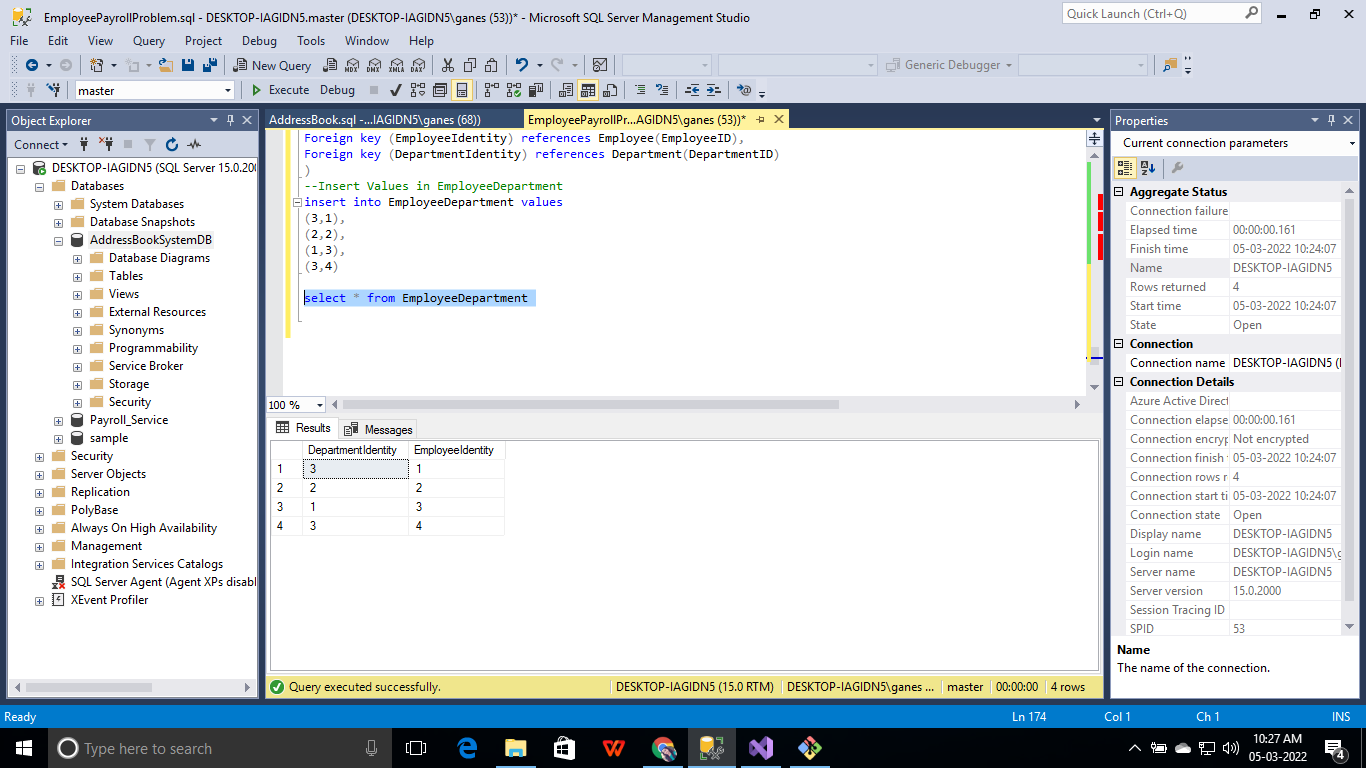 EmployeePayrollProblem.sql - DESKTOP-IAGIDN5.master (DESKTOP-IAGIDN5\ganes (53))* - Microsoft SQL Server Management Studio
Quick Launch (Ctrl+Q)
File Edit View Query Project Debug Tools Window Help
New Query
MDX DMX XMLA DAX
Generic Debugger
master
Execute Debug
Object Explorer
Connect
DESKTOP-IAGIDN5 (SQL Server 15.0.200
Databases
System Databases
Database Snapshots
AddressBookSystemDB
Database Diagrams
Tables
Views
External Resources
Synonyms
Programmability
Service Broker
Storage
Security
Payroll_Service
sample
Security
Server Objects
Replication
PolyBase
Always On High Availability
Management
Integration Services Catalogs
SQL Server Agent (Agent XPs disabl
XEvent Profiler
AddressBook.sql -...IAGIDN5\ganes (68))
EmployeePayrollPr...AGIDN5\ganes (53))*
Foreign key (EmployeeIdentity) references Employee(EmployeeID),
Foreign key (DepartmentIdentity) references Department(DepartmentID)
)
--Insert Values in EmployeeDepartment
insert into EmployeeDepartment values
(3,1),
(2,2),
(1,3),
(3,4)
select * from EmployeeDepartment
100 %
Results Messages
DepartmentIdentity EmployeeIdentity
1 3 1
2 2 2
3 1 3
4 3 4
Query executed successfully.
DESKTOP-IAGIDN5 (15.0 RTM) DESKTOP-IAGIDN5\ganes ... master 00:00:00 4 rows
Properties
Current connection parameters
Aggregate Status
Connection failure
Elapsed time 00:00:00.161
Finish time 05-03-2022 10:24:07
Name DESKTOP-IAGIDN5
Rows returned 4
Start time 05-03-2022 10:24:07
State Open
Connection
Connection name DESKTOP-IAGIDN5 (
Connection Details
Azure Active Direct
Connection elapse 00:00:00.161
Connection encryp Not encrypted
Connection finish 05-03-2022 10:24:07
Connection rows r 4
Connection start ti 05-03-2022 10:24:07
Connection state Open
Display name DESKTOP-IAGIDN5
Login name DESKTOP-IAGIDN5\g
Server name DESKTOP-IAGIDN5
Server version 15.0.2000
Session Tracing ID
SPID 53
Name
The name of the connection.
Ready
Ln 174 Col 1 Ch 1 INS
Type here to search
10:27 AM
05-03-2022
4